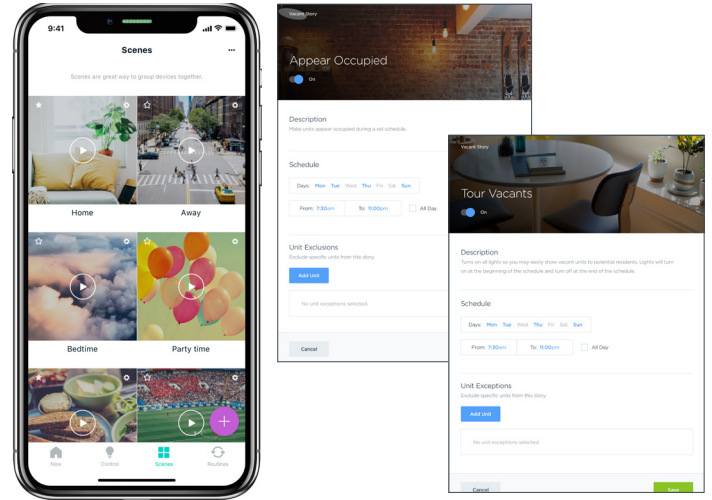 9:41
Scenes
Scenes are great way to group devices together.
Home
Away
Bedtime
Party time
Now
Control
Scenes
Routines
Vacant Story
Appear Occupied
On
Description
Make units appear occupied during a set schedule.
Schedule
Days: Mon Tue Wed Thu Fri Sat Sun
From: 7:30am To: 11:00pm All Day
Unit Exclusions
Exclude specific units from this story.
Add Unit
No unit exceptions selected.
Cancel
Vacant Story
Tour Vacants
On
Description
Turns on all lights so you may easily show vacant units to potential residents. Lights will turn
on at the beginning of the schedule and turn off at the end of the schedule.
Schedule
Days: Mon Tue Wed Thu Fri Sat Sun
From: 7:30am To: 11:00pm All Day
Unit Exceptions
Exclude specific units from this story.
Add Unit
No unit exceptions selected.
Cancel
Save